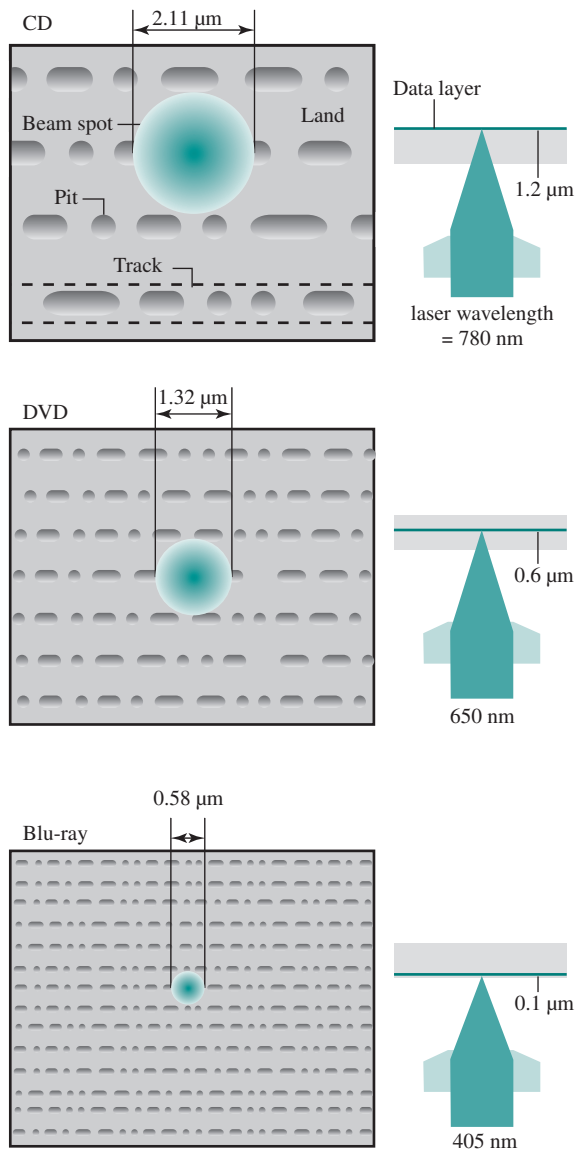 CD
2.11 µm
Data layer
Land
Beam spot
1.2 µm
Pit
Track
laser wavelength
= 780 nm
DVD
1.32 µm
0.6 µm
650 nm
0.58 µm
Blu-ray
0.1 µm
405 nm